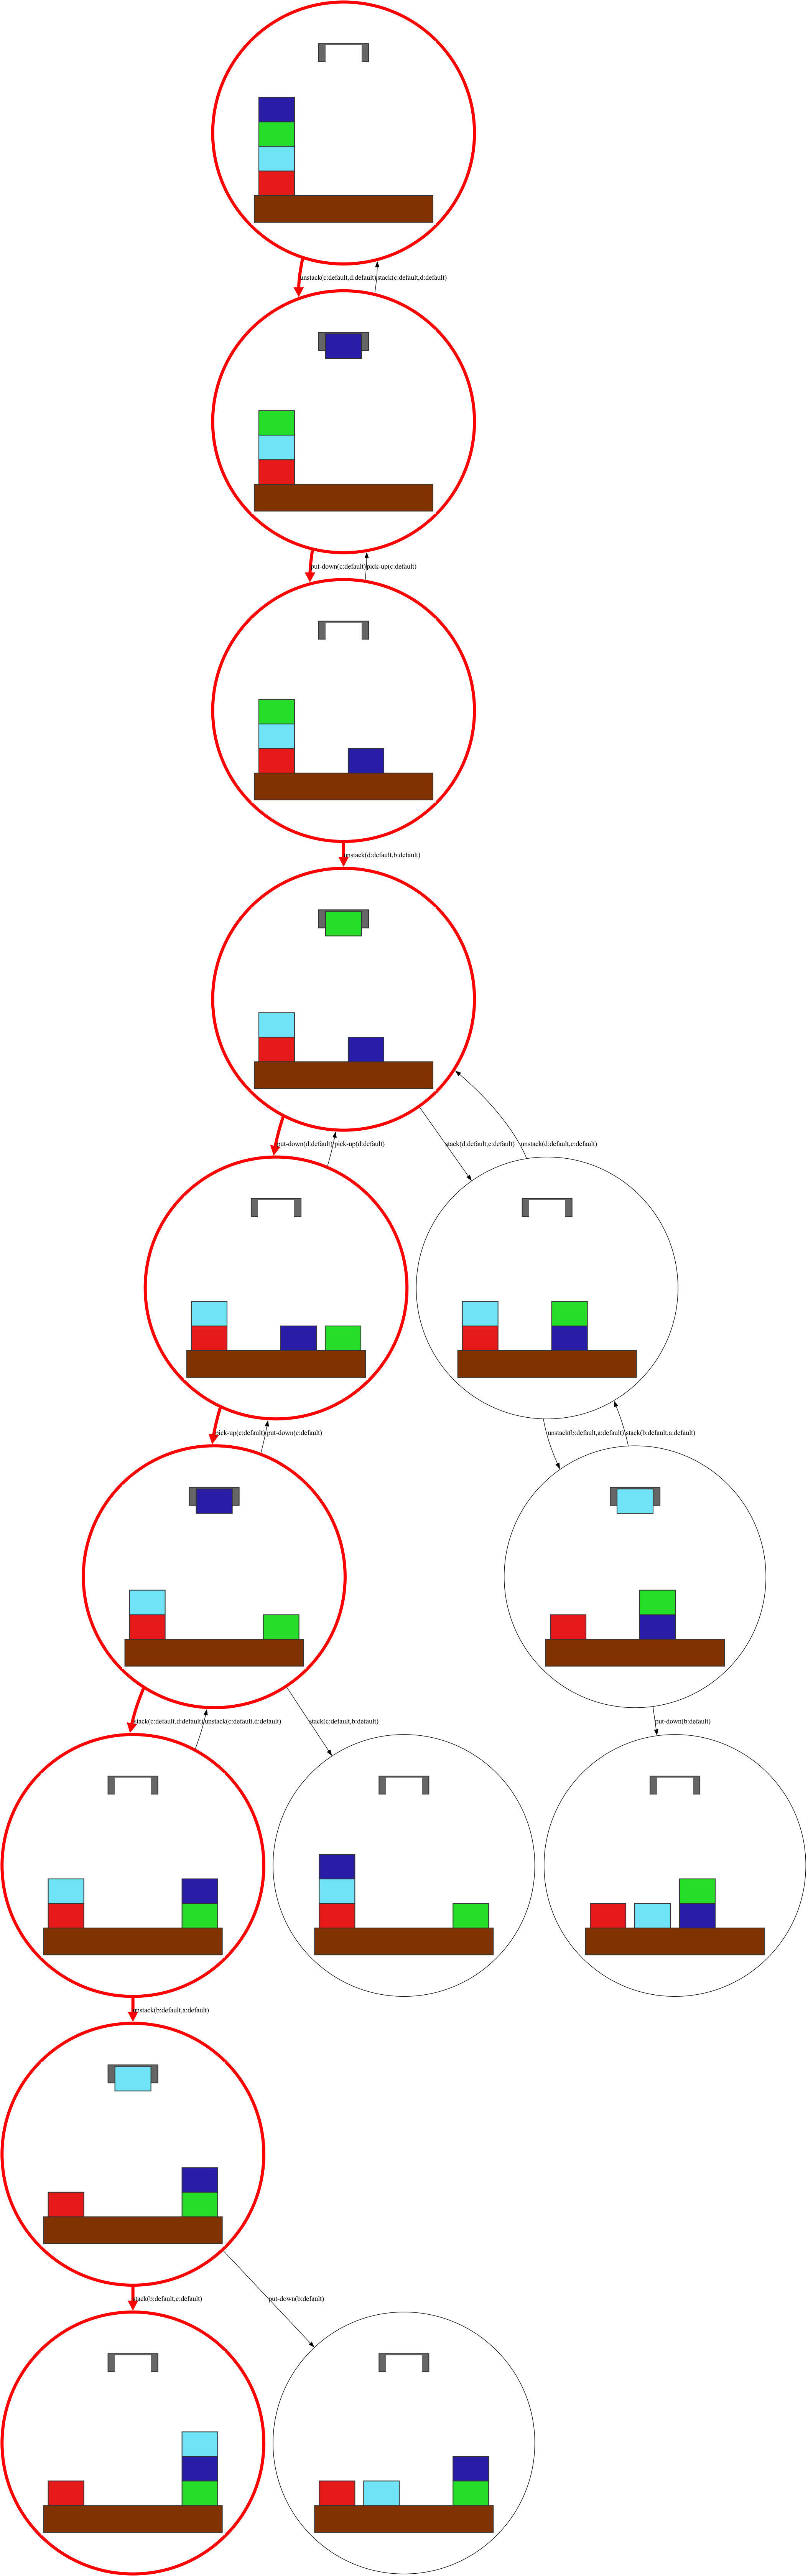 unstack(c:default,d:default)
stack(c:default,d:default)
put-down(c:default)
pick-up(c:default)
unstack(d:default,b:default)
put-down(d:default)
pick-up(d:default)
stack(d:default,c:default)
unstack(d:default,c:default)
pick-up(c:default)
put-down(c:default)
unstack(b:default,a:default)
stack(b:default,a:default)
stack(c:default,d:default)
unstack(c:default,d:default)
stack(c:default,b:default)
put-down(b:default)
unstack(b:default,a:default)
stack(b:default,c:default)
put-down(b:default)